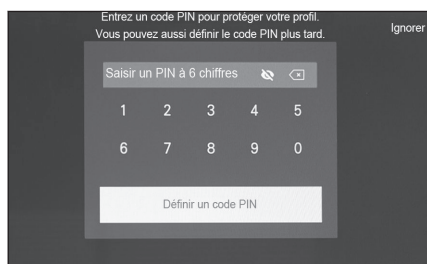 Entrez un code PIN pour protéger votre profil.
Vous pouvez aussi définir le code PIN plus tard.
Ignorer
Saisir un PIN à 6 chiffres
1 2 3 4 5
6 7 8 9 0
Définir un code PIN